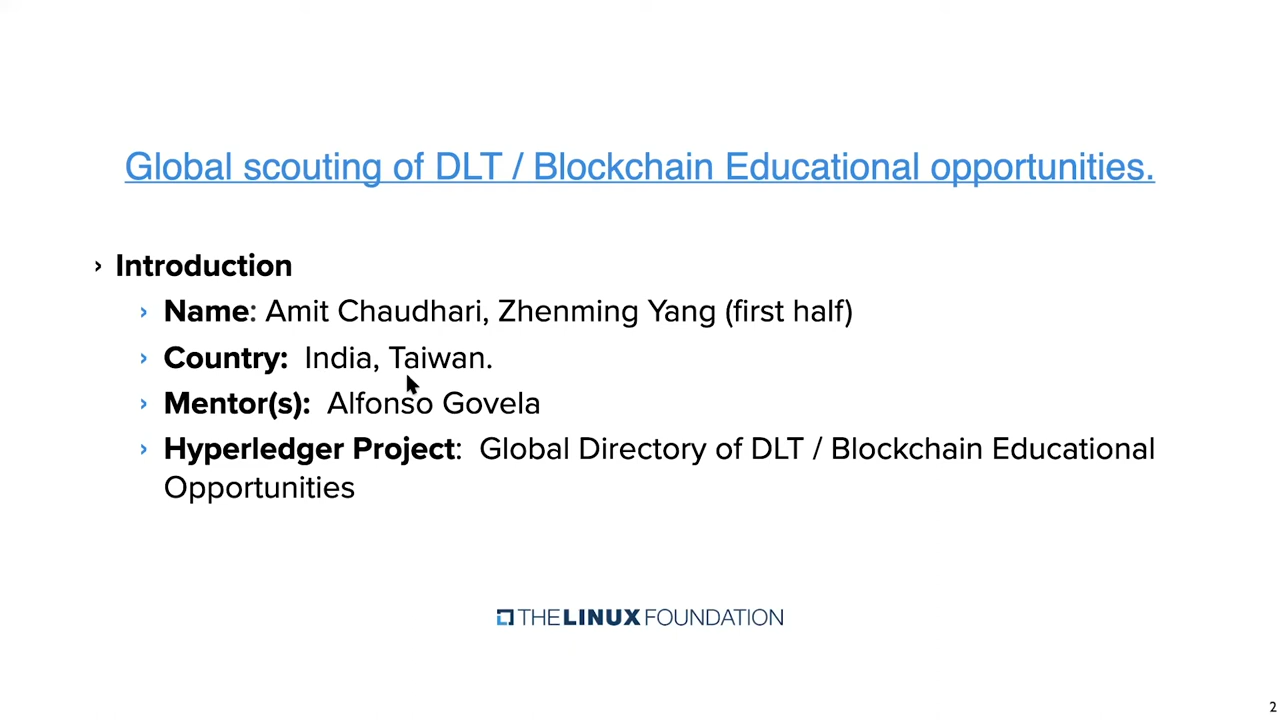 Global scouting of DLT / Blockchain Educational opportunities.
› Introduction
› Name: Amit Chaudhari, Zhenming Yang (first half)
› Country: India, Taiwan.
› Mentor(s): Alfonso Govela
› Hyperledger Project: Global Directory of DLT / Blockchain Educational
Opportunities
THE LINUX FOUNDATION
2